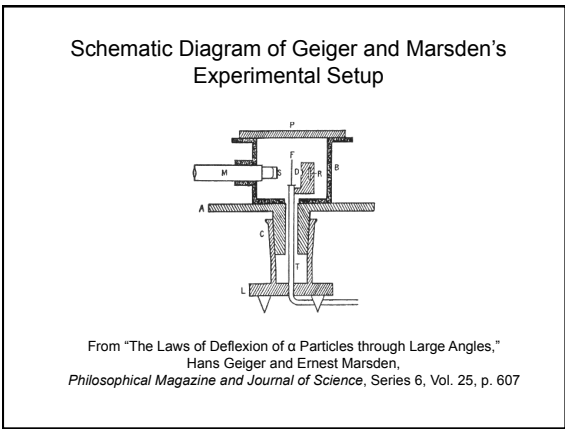 Schematic Diagram of Geiger and Marsden's
Experimental Setup
P
F
M
S
D
R
B
A
C
T
L
From “The Laws of Deflexion of α Particles through Large Angles,”
Hans Geiger and Ernest Marsden,
Philosophical Magazine and Journal of Science, Series 6, Vol. 25, p. 607